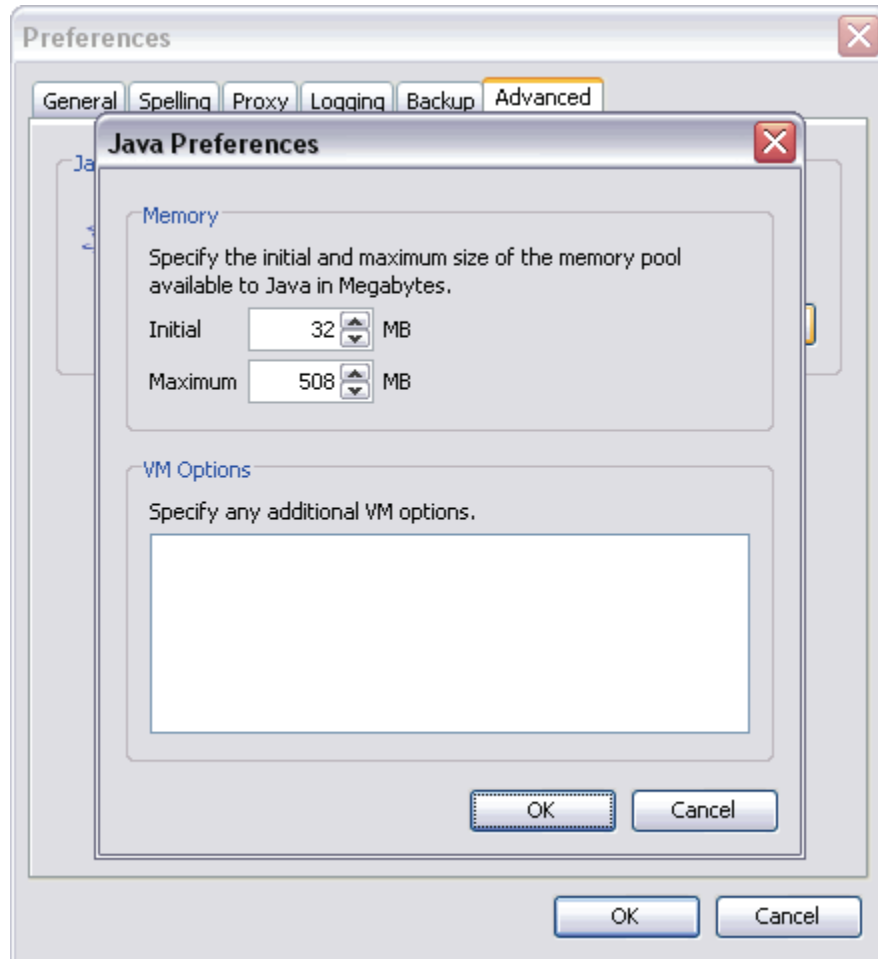 Preferences
General Spelling Proxy Logging Backup Advanced
Java Preferences
Ja
Memory
Specify the initial and maximum size of the memory pool
available to Java in Megabytes.
Initial 32 MB
Maximum 508 MB
VM Options
Specify any additional VM options.
OK Cancel
OK Cancel